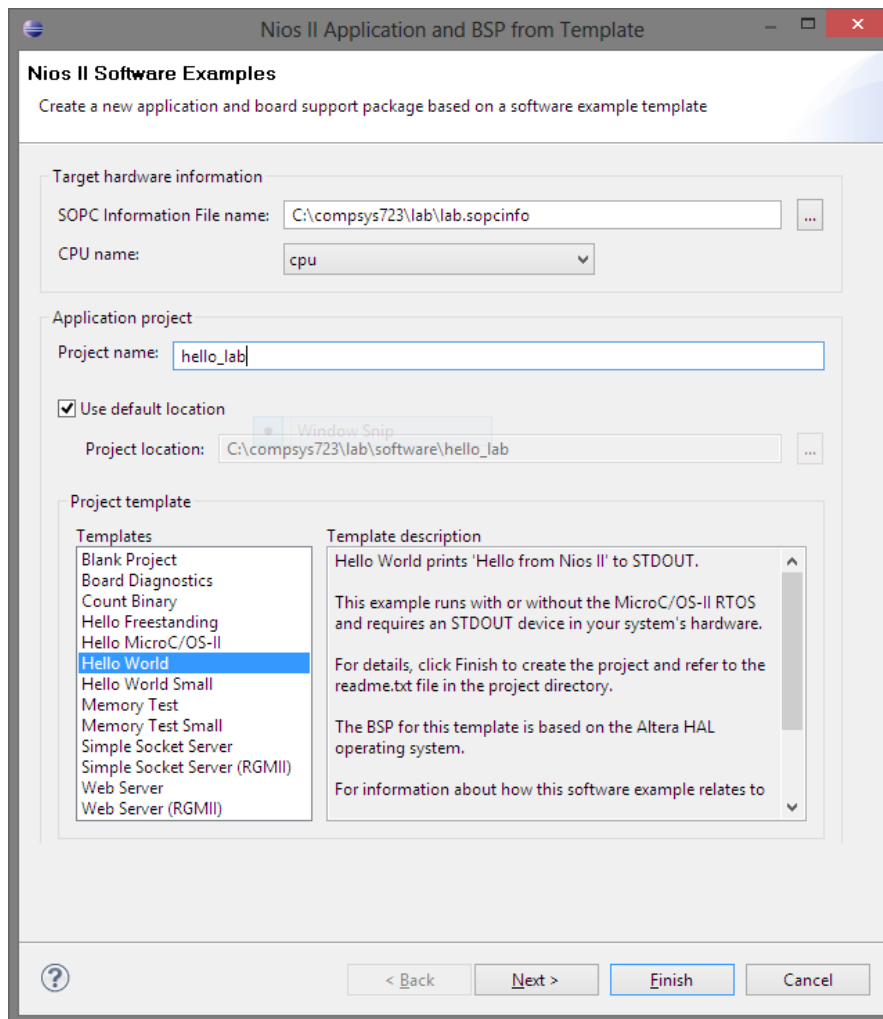 Nios II Application and BSP from Template
Nios II Software Examples
Create a new application and board support package based on a software example template
Target hardware information
SOPC Information File name: C:\compsys723\lab\lab.sopcinfo ...
CPU name: cpu
Application project
Project name: hello_lab
Use default location
Window Snip
Project location: C:\compsys723\lab\software\hello_lab ...
Project template
Templates
Blank Project
Board Diagnostics
Count Binary
Hello Freestanding
Hello MicroC/OS-II
Hello World
Hello World Small
Memory Test
Memory Test Small
Simple Socket Server
Simple Socket Server (RGMII)
Web Server
Web Server (RGMII)
Template description
Hello World prints 'Hello from Nios II' to STDOUT.
This example runs with or without the MicroC/OS-II RTOS
and requires an STDOUT device in your system's hardware.
For details, click Finish to create the project and refer to the
readme.txt file in the project directory.
The BSP for this template is based on the Altera HAL
operating system.
For information about how this software example relates to
? < Back Next > Finish Cancel